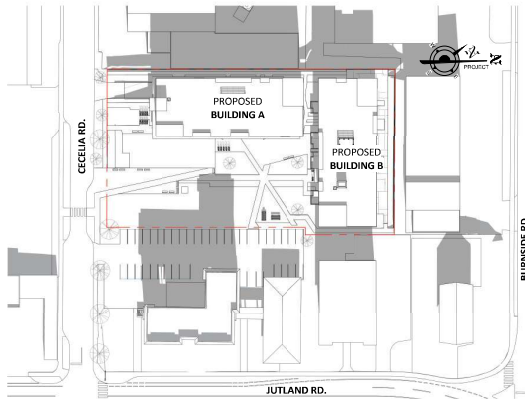 PROPOSED
BUILDING A
PROPOSED
BUILDING B
PROJECT
N
CECELIA RD.
BURNSIDE RD.
JUTLAND RD.